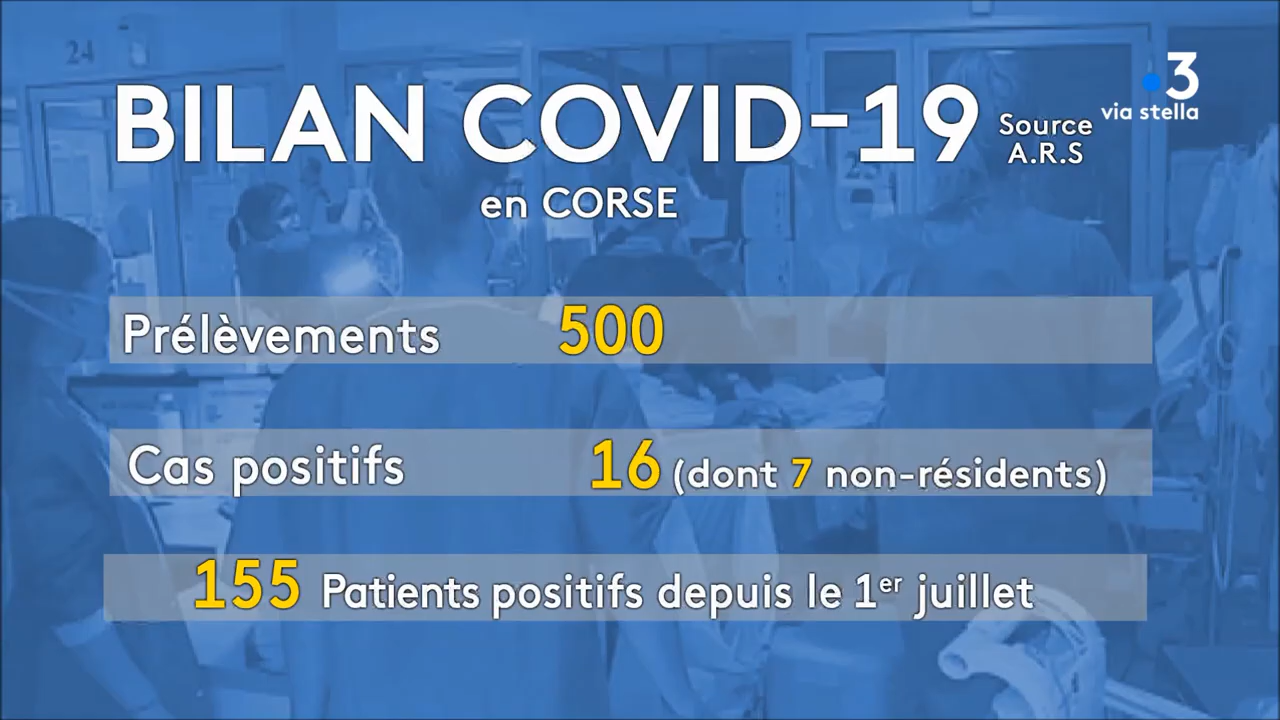 24
3
via stella
BILAN COVID-19
Source
A.R.S
en CORSE
Prélèvements 500
Cas positifs 16 (dont 7 non-résidents)
155 Patients positifs depuis le 1er juillet